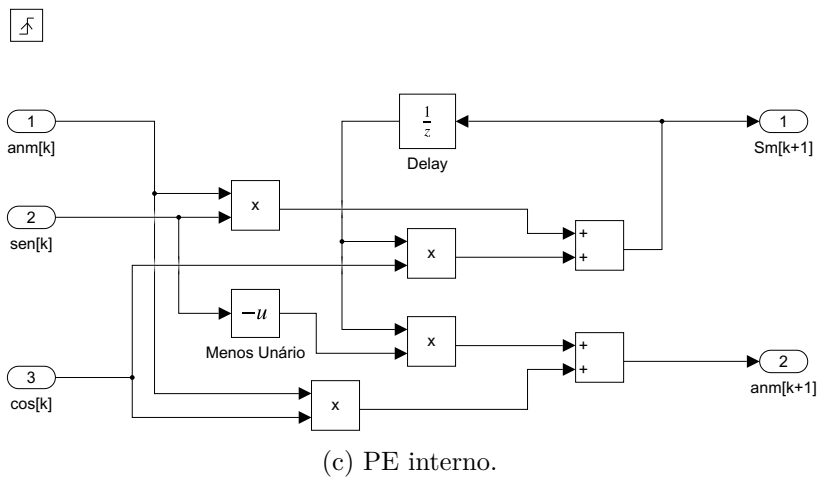 1
anm[k]
1
z
Delay
1
Sm[k+1]
x
2
sen[k]
+
+
x
−u
Menos Unário
x
+
+
2
anm[k+1]
3
cos[k]
x
(c) PE interno.